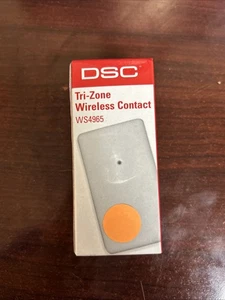 DSC
Tri-Zone
Wireless Contact
WS4965